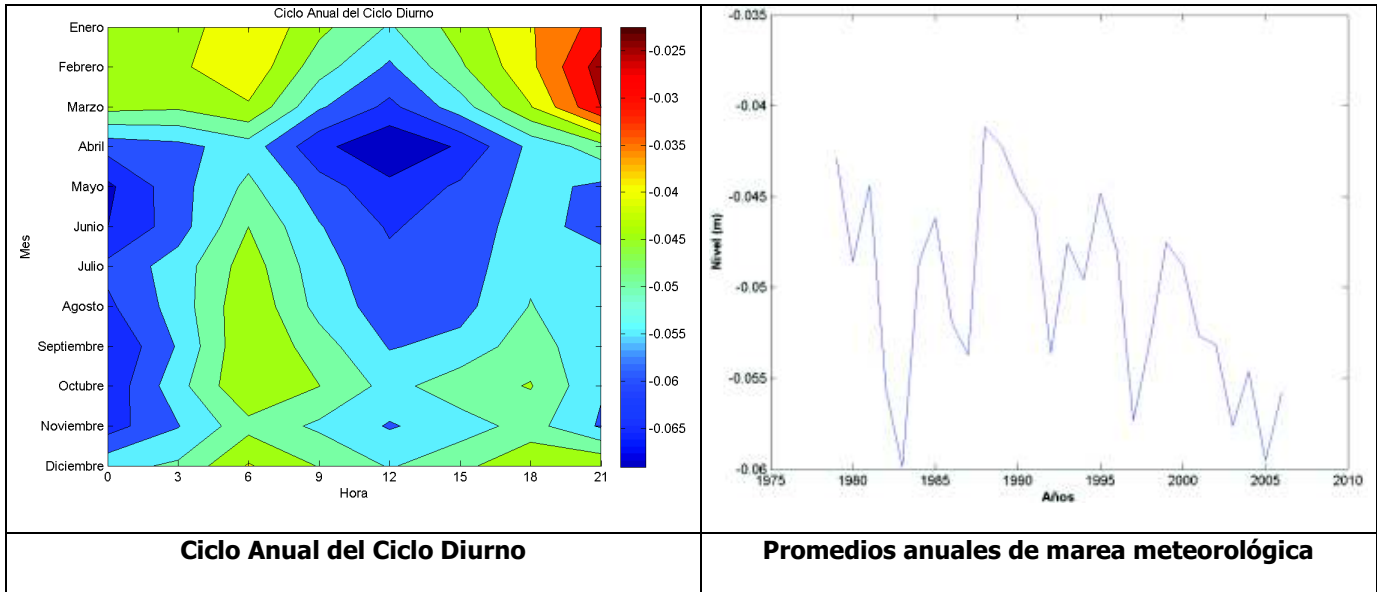 Ciclo Anual del Ciclo Diurno
Enero
Febrero
Marzo
Abril
Mayo
Junio
Julio
Agosto
Septiembre
Octubre
Noviembre
Diciembre
Mes
0 3 6 9 12 15 18 21
Hora
-0.025
-0.03
-0.035
-0.04
-0.045
-0.05
-0.055
-0.06
-0.065
-0.035
-0.04
-0.045
-0.05
-0.055
-0.06
Nivel (m)
1975 1980 1985 1990 1995 2000 2005 2010
Años
Ciclo Anual del Ciclo Diurno
Promedios anuales de marea meteorológica